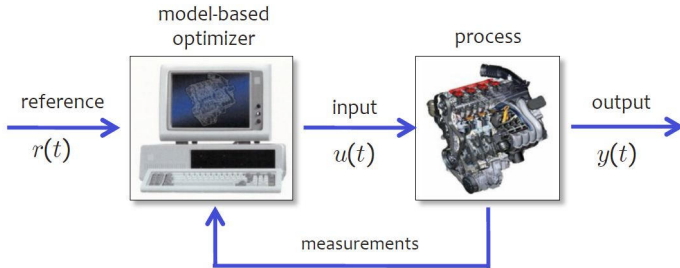 model-based
optimizer
process
reference
input
output
r(t)
u(t)
y(t)
measurements